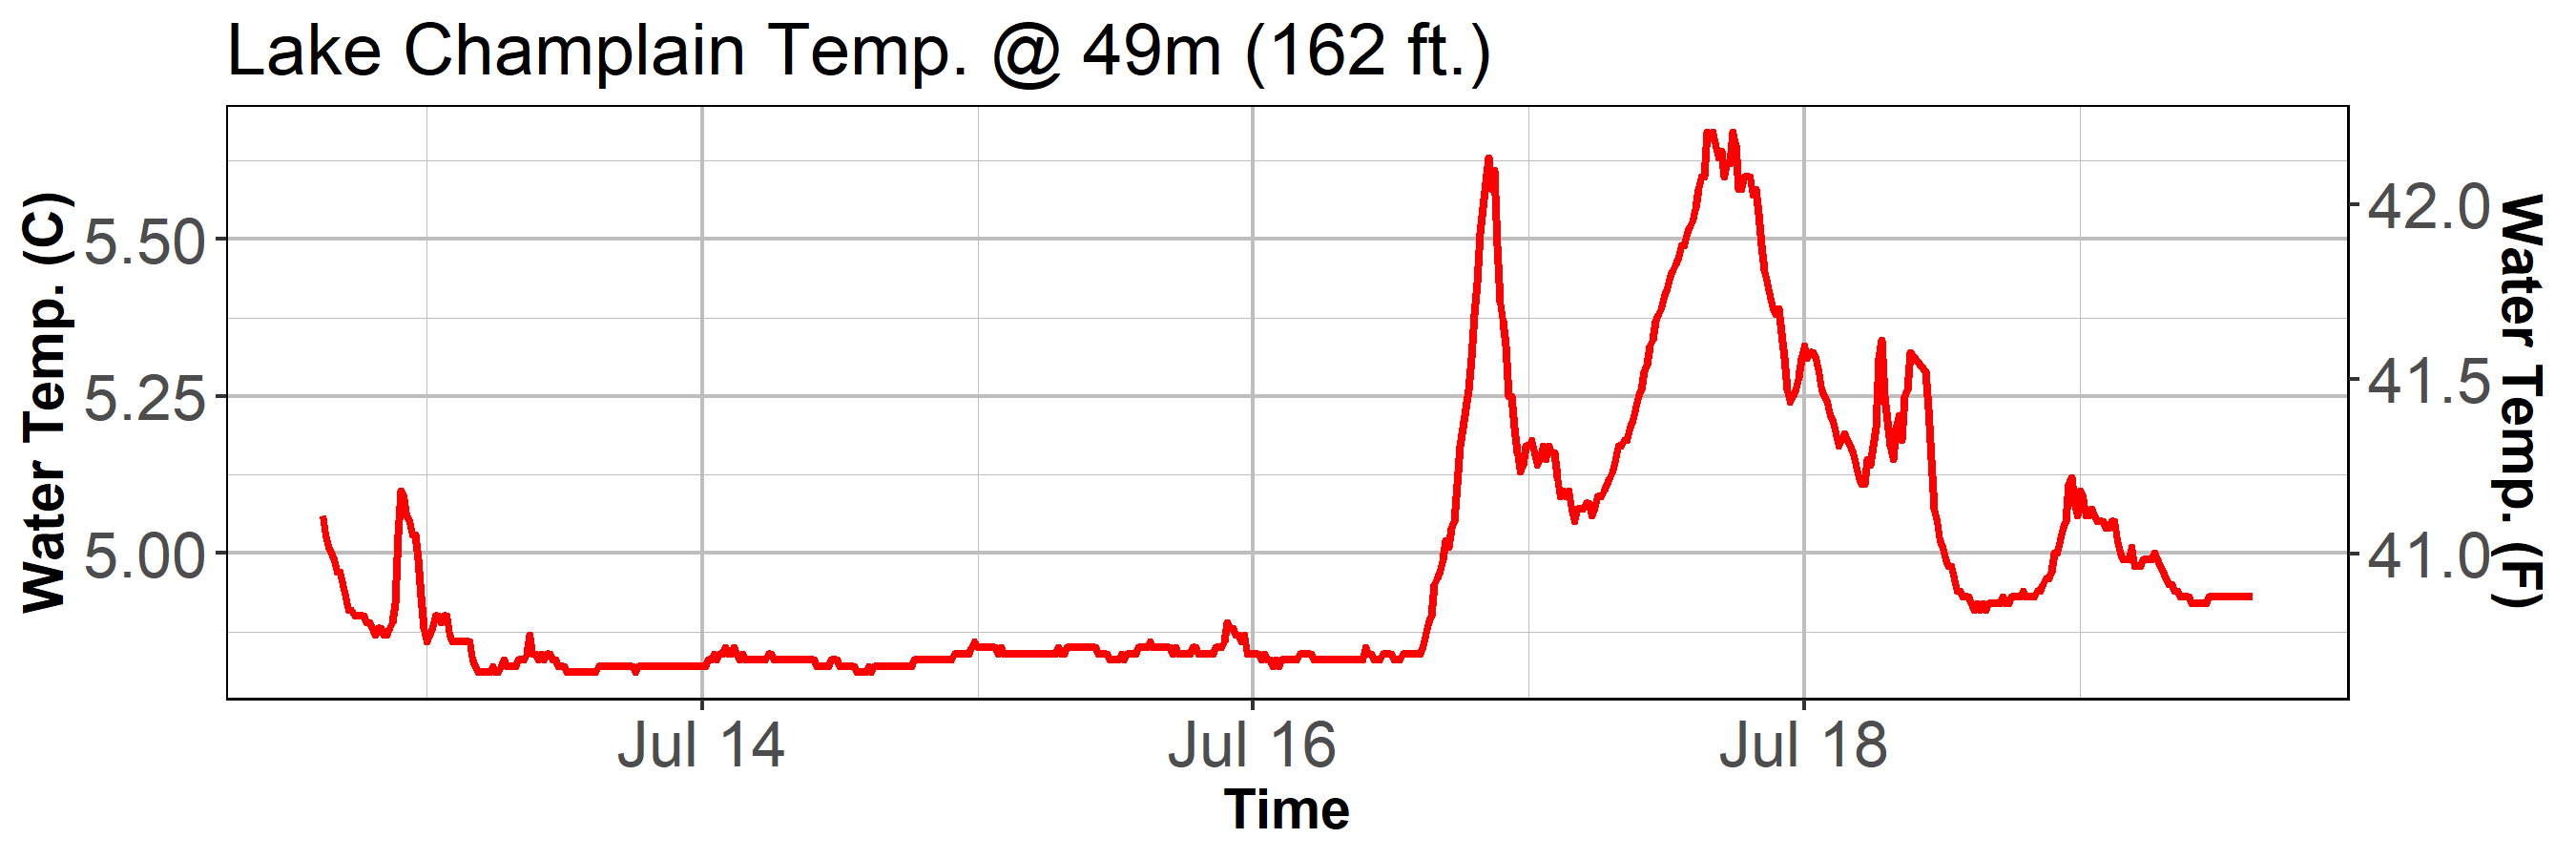 Lake Champlain Temp. @ 49m (162 ft.)
Water Temp. (C)
5.50
5.25
5.00
42.0
41.5
41.0
Water Temp. (F)
Jul 14
Jul 16
Jul 18
Time